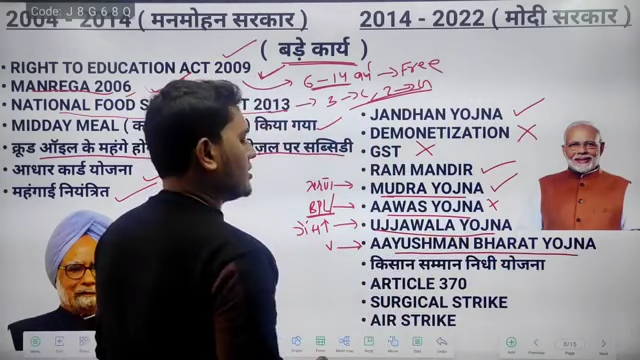 Code: J8G68Q
2004 - 2014 ( मनमोहन सरकार )
2014 - 2022 ( मोदी सरकार )
( बड़े कार्य )
• RIGHT TO EDUCATION ACT 2009
• MANREGA 2006
6-14 वर्ष → Free
• NATIONAL FOOD S T ACT 2013
• MIDDAY MEAL ( किया गया
• क्रूड ऑइल के महंगे हो जल पर सब्सिडी
• आधार कार्ड योजना
• महंगाई नियंत्रित
• JANDHAN YOJNA
• DEMONETIZATION
• GST
• RAM MANDIR
• MUDRA YOJNA
BPL
• AAWAS YOJNA
• UJJAWALA YOJNA
• AAYUSHMAN BHARAT YOJNA
• किसान सम्मान निधी योजना
• ARTICLE 370
• SURGICAL STRIKE
• AIR STRIKE
8/15